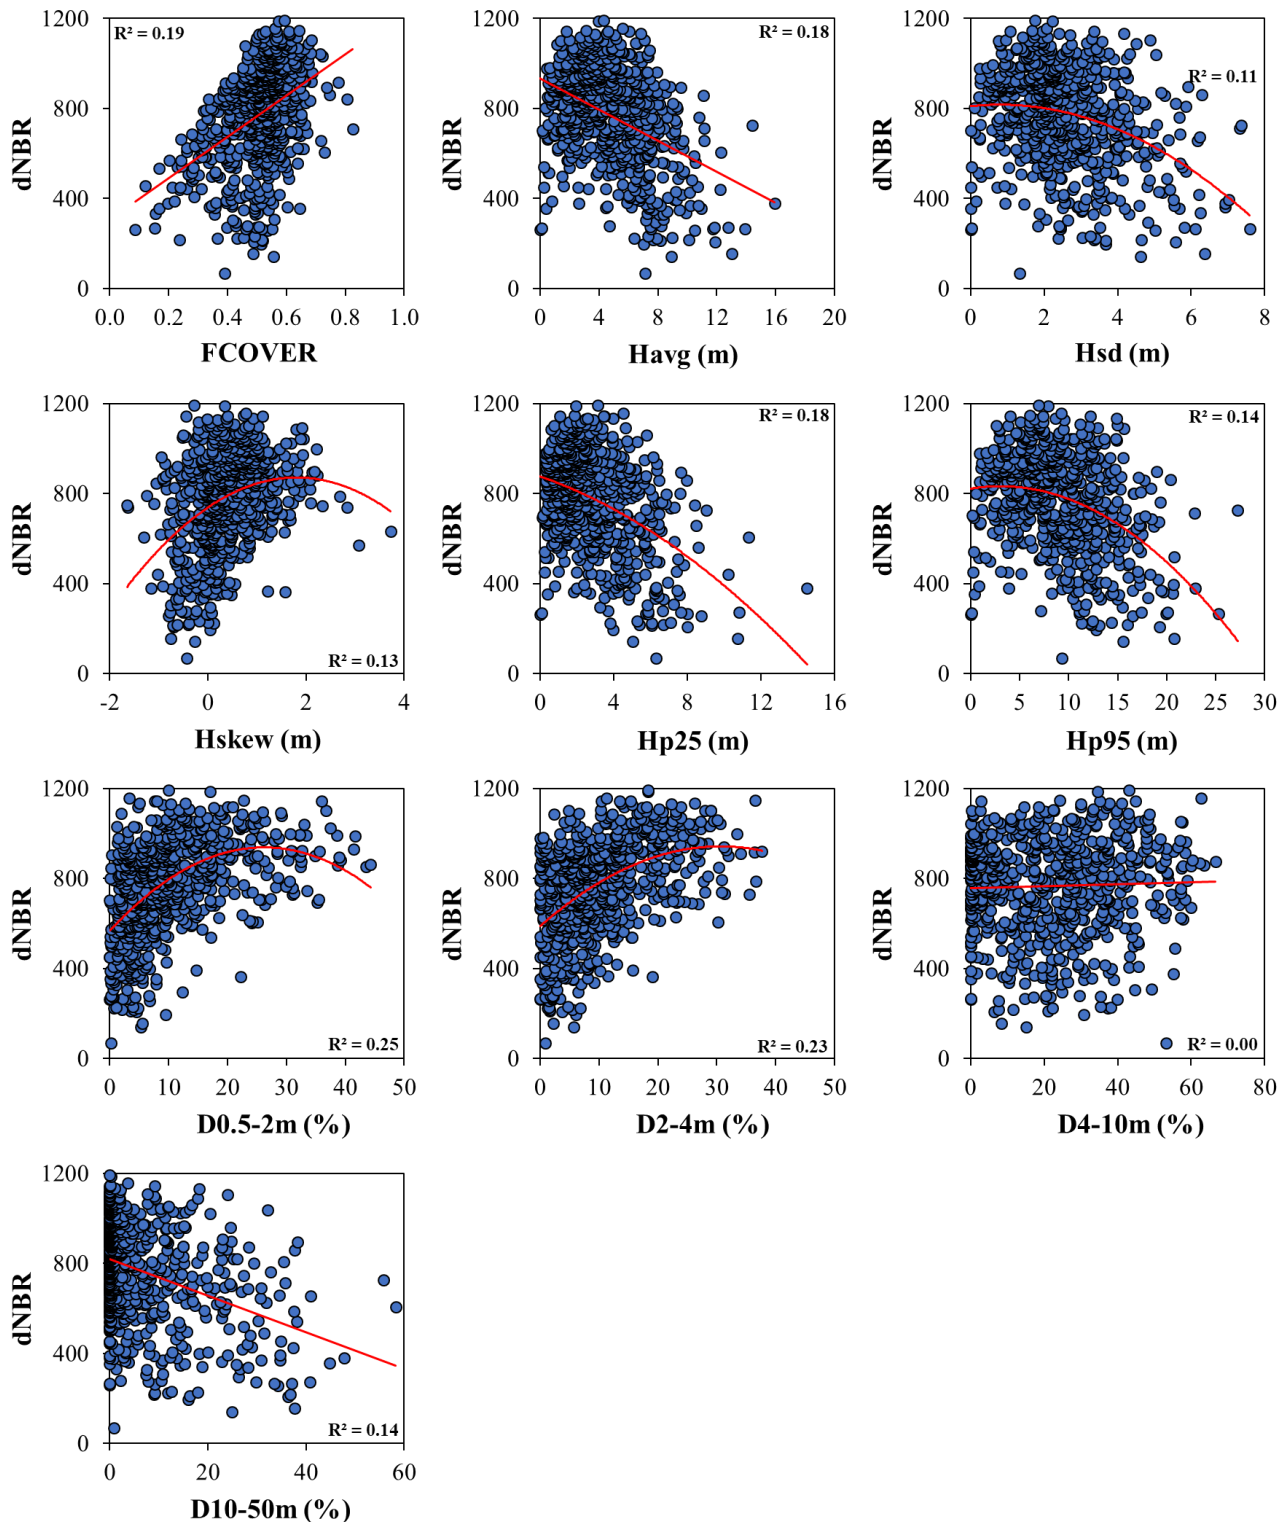 1200
800
400
0
dNBR
R² = 0.19
0.0 0.2 0.4 0.6 0.8 1.0
FCOVER
1200
800
400
0
dNBR
R² = 0.18
0 4 8 12 16 20
Havg (m)
1200
800
400
0
dNBR
R² = 0.11
0 2 4 6 8
Hsd (m)
1200
800
400
0
dNBR
R² = 0.13
-2 0 2 4
Hskew (m)
1200
800
400
0
dNBR
R² = 0.18
0 4 8 12 16
Hp25 (m)
1200
800
400
0
dNBR
R² = 0.14
0 5 10 15 20 25 30
Hp95 (m)
1200
800
400
0
dNBR
R² = 0.25
0 10 20 30 40 50
D0.5-2m (%)
1200
800
400
0
dNBR
R² = 0.23
0 10 20 30 40 50
D2-4m (%)
1200
800
400
0
dNBR
R² = 0.00
0 20 40 60 80
D4-10m (%)
1200
800
400
0
dNBR
R² = 0.14
0 20 40 60
D10-50m (%)